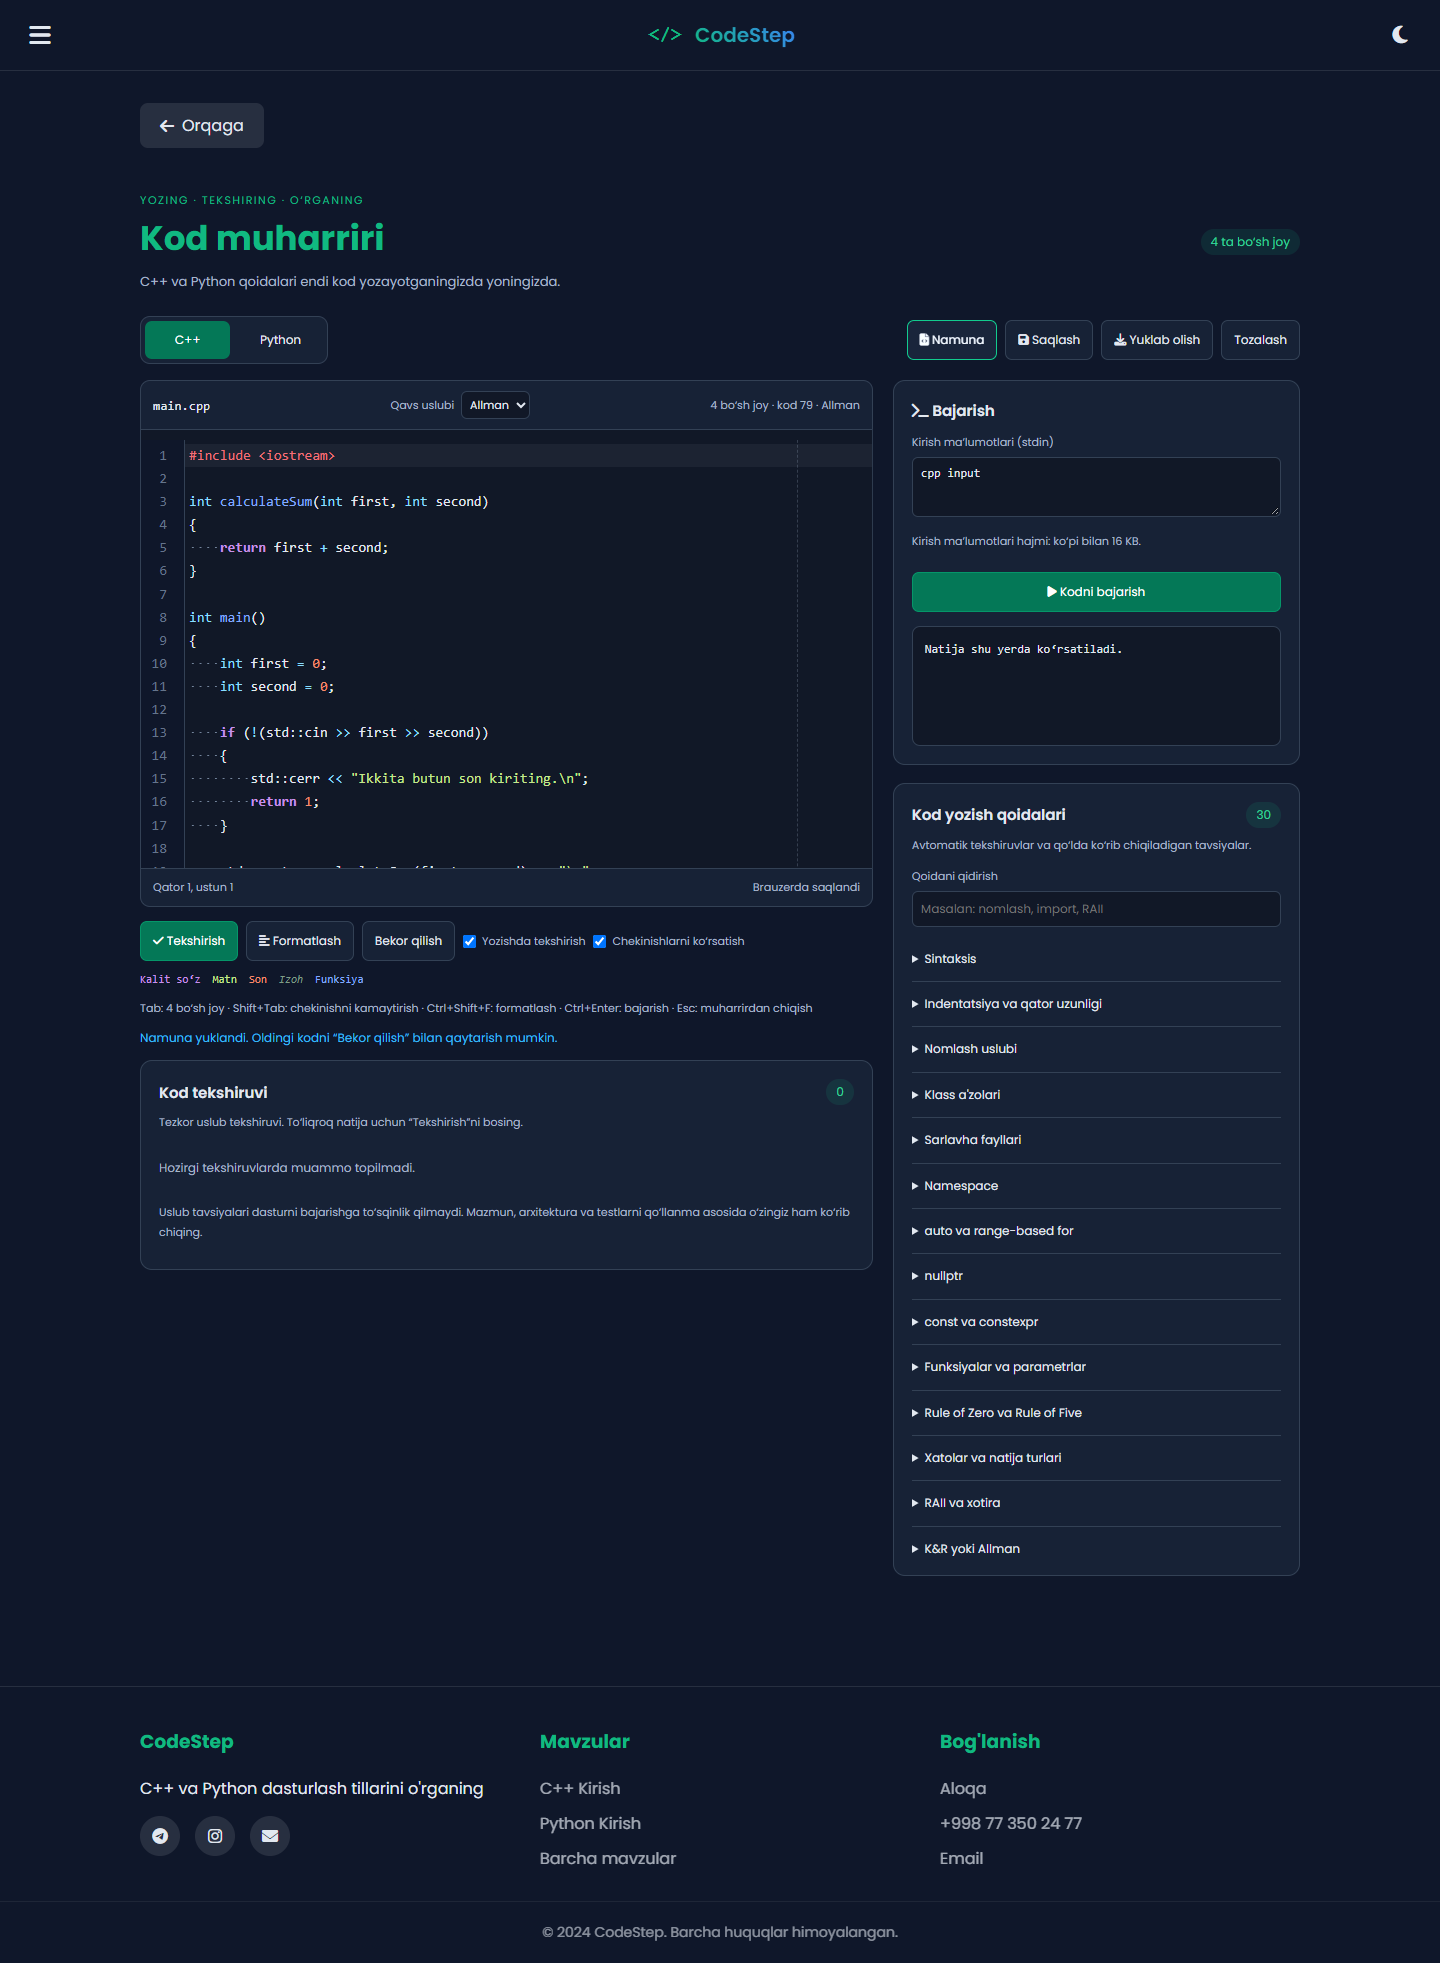 </> CodeStep
Orqaga
YOZING · TEKSHIRING · O‘RGANING
Kod muharriri
4 ta bo‘sh joy
C++ va Python qoidalari endi kod yozayotganingizda yoningizda.
C++ Python
Namuna Saqlash Yuklab olish Tozalash
main.cpp Qavs uslubi Allman 4 bo‘sh joy · kod 79 · Allman
1 #include <iostream>
2
3 int calculateSum(int first, int second)
4 {
5 ····return first + second;
6 }
7
8 int main()
9 {
10 ····int first = 0;
11 ····int second = 0;
12
13 ····if (!(std::cin >> first >> second))
14 ····{
15 ········std::cerr << "Ikkita butun son kiriting.\n";
16 ········return 1;
17 ····}
18
Qator 1, ustun 1 Brauzerda saqlandi
Tekshirish Formatlash Bekor qilish Yozishda tekshirish Chekinishlarni ko‘rsatish
Kalit so‘z Matn Son Izoh Funksiya
Tab: 4 bo‘sh joy · Shift+Tab: chekinishni kamaytirish · Ctrl+Shift+F: formatlash · Ctrl+Enter: bajarish · Esc: muharrirdan chiqish
Namuna yuklandi. Oldingi kodni “Bekor qilish” bilan qaytarish mumkin.
Kod tekshiruvi 0
Tezkor uslub tekshiruvi. To‘liqroq natija uchun “Tekshirish”ni bosing.
Hozirgi tekshiruvlarda muammo topilmadi.
Uslub tavsiyalari dasturni bajarishga to‘sqinlik qilmaydi. Mazmun, arxitektura va testlarni qo‘llanma asosida o‘zingiz ham ko‘rib
chiqing.
Bajarish
Kirish ma’lumotlari (stdin)
cpp input
Kirish ma’lumotlari hajmi: ko‘pi bilan 16 KB.
Kodni bajarish
Natija shu yerda ko‘rsatiladi.
Kod yozish qoidalari 30
Avtomatik tekshiruvlar va qo‘lda ko‘rib chiqiladigan tavsiyalar.
Qoidani qidirish
Masalan: nomlash, import, RAII
Sintaksis
Indentatsiya va qator uzunligi
Nomlash uslubi
Klass a'zolari
Sarlavha fayllari
Namespace
auto va range-based for
nullptr
const va constexpr
Funksiyalar va parametrlar
Rule of Zero va Rule of Five
Xatolar va natija turlari
RAII va xotira
K&R yoki Allman
CodeStep
C++ va Python dasturlash tillarini o'rganing
Mavzular
C++ Kirish
Python Kirish
Barcha mavzular
Bog'lanish
Aloqa
+998 77 350 24 77
Email
© 2024 CodeStep. Barcha huquqlar himoyalangan.